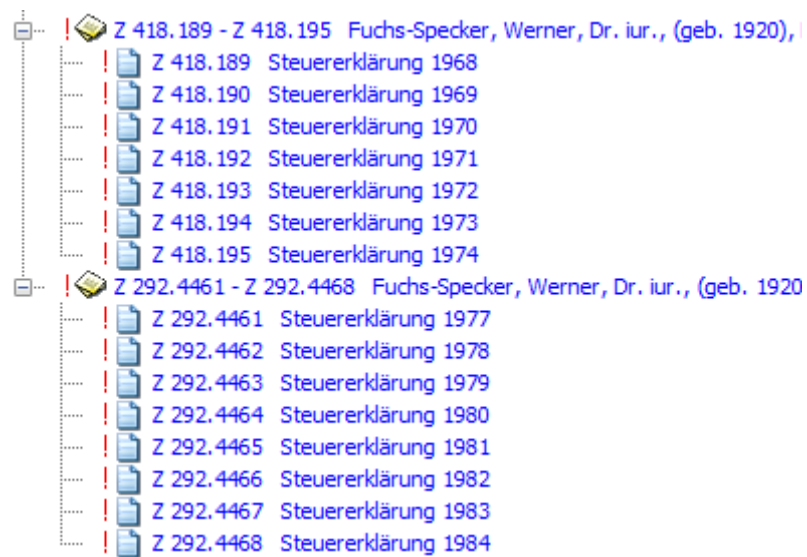 Z 418.189 - Z 418.195 Fuchs-Specker, Werner, Dr. iur., (geb. 1920),
Z 418.189 Steuererklärung 1968
Z 418.190 Steuererklärung 1969
Z 418.191 Steuererklärung 1970
Z 418.192 Steuererklärung 1971
Z 418.193 Steuererklärung 1972
Z 418.194 Steuererklärung 1973
Z 418.195 Steuererklärung 1974
Z 292.4461 - Z 292.4468 Fuchs-Specker, Werner, Dr. iur., (geb. 1920
Z 292.4461 Steuererklärung 1977
Z 292.4462 Steuererklärung 1978
Z 292.4463 Steuererklärung 1979
Z 292.4464 Steuererklärung 1980
Z 292.4465 Steuererklärung 1981
Z 292.4466 Steuererklärung 1982
Z 292.4467 Steuererklärung 1983
Z 292.4468 Steuererklärung 1984